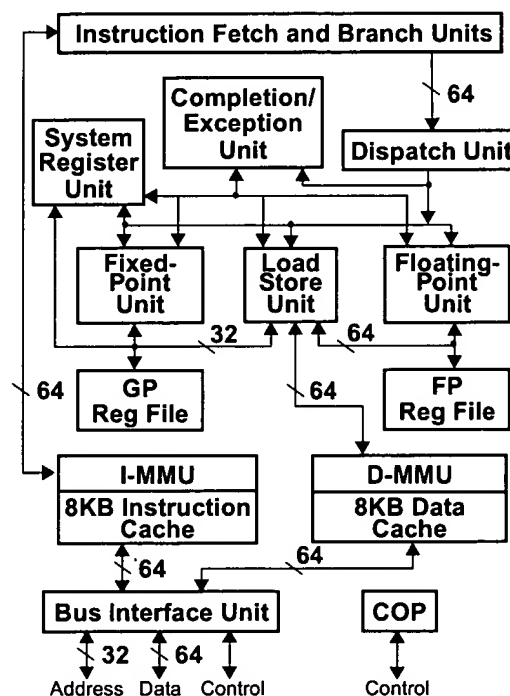 Instruction Fetch and Branch Units
64
Completion/
Exception
Unit
System
Register
Unit
Dispatch Unit
Fixed-
Point
Unit
Load
Store
Unit
Floating-
Point
Unit
32
64
64
64
GP
Reg File
FP
Reg File
I-MMU
8KB Instruction
Cache
D-MMU
8KB Data
Cache
64
64
Bus Interface Unit
COP
32
64
Address
Data
Control
Control